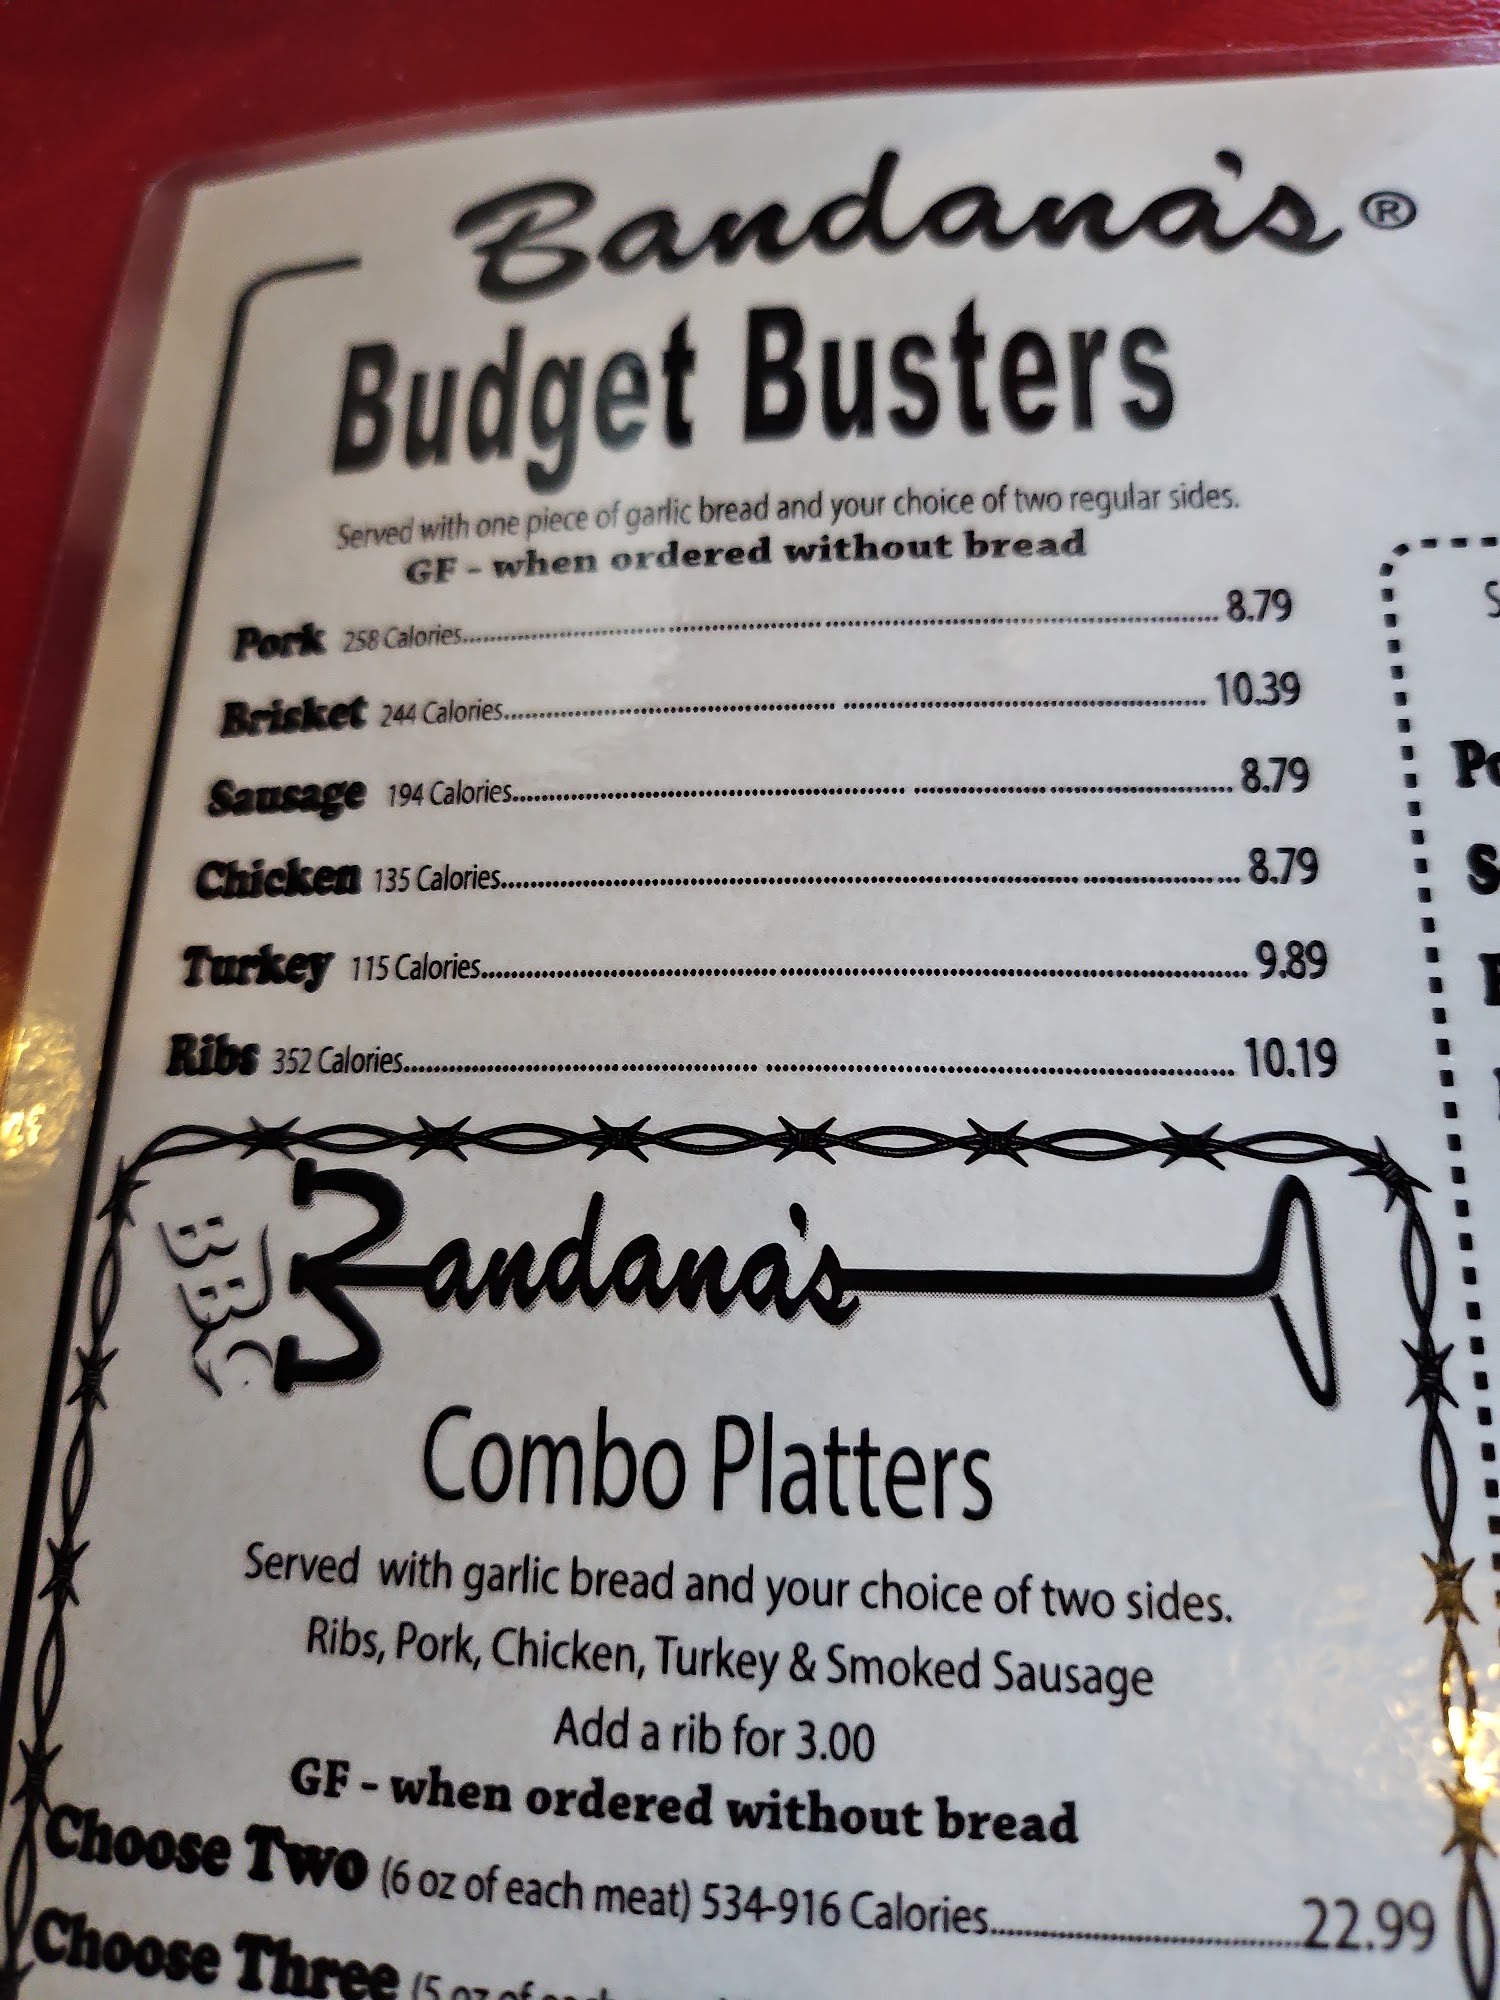 Bandana's®
Budget Busters
Served with one piece of garlic bread and your choice of two regular sides.
GF - when ordered without bread
Pork 258 Calories 8.79
Brisket 244 Calories 10.39
Sausage 194 Calories 8.79
Chicken 135 Calories 8.79
Turkey 115 Calories 9.89
Ribs 352 Calories 10.19
Bandana's
Combo Platters
Served with garlic bread and your choice of two sides.
Ribs, Pork, Chicken, Turkey & Smoked Sausage
Add a rib for 3.00
GF - when ordered without bread
Choose Two (6 oz of each meat) 534-916 Calories 22.99
Choose Three (5 oz of each